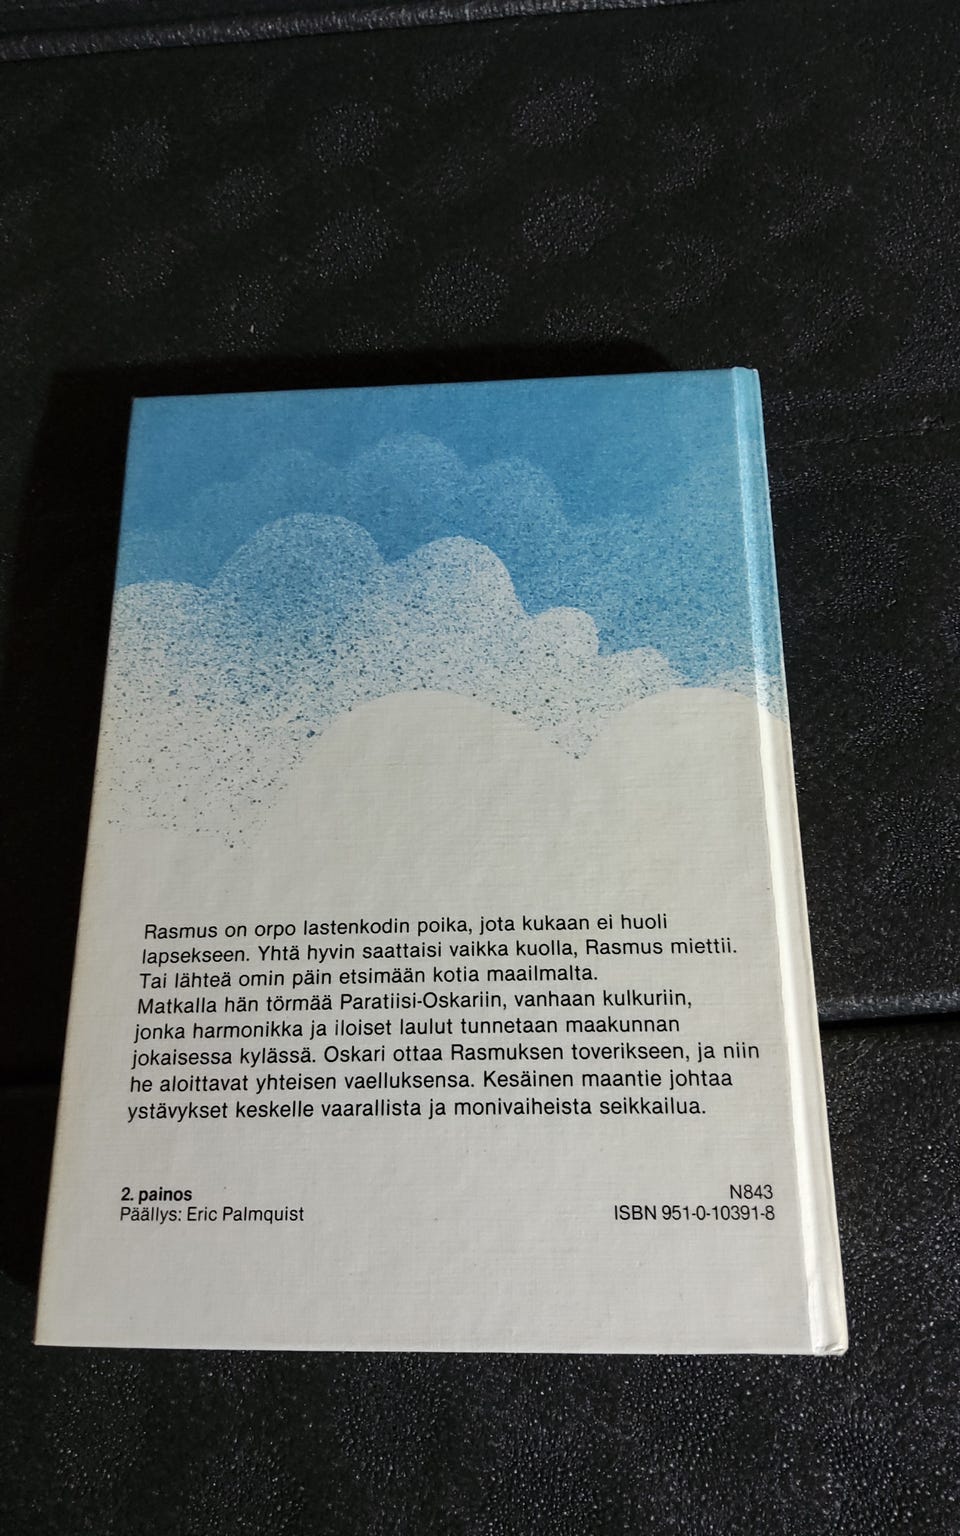 Rasmus on orpo lastenkodin poika, jota kukaan ei huoli
lapsekseen. Yhtä hyvin saattaisi vaikka kuolla, Rasmus miettii.
Tai lähteä omin päin etsimään kotia maailmalta.
Matkalla hän törmää Paratiisi-Oskariin, vanhaan kulkuriin,
jonka harmonikka ja iloiset laulut tunnetaan maakunnan
jokaisessa kylässä. Oskari ottaa Rasmuksen toverikseen, ja niin
he aloittavat yhteisen vaelluksensa. Kesäinen maantie johtaa
ystävykset keskelle vaarallista ja monivaiheista seikkailua.
2. painos
Päällys: Eric Palmquist
N843
ISBN 951-0-10391-8